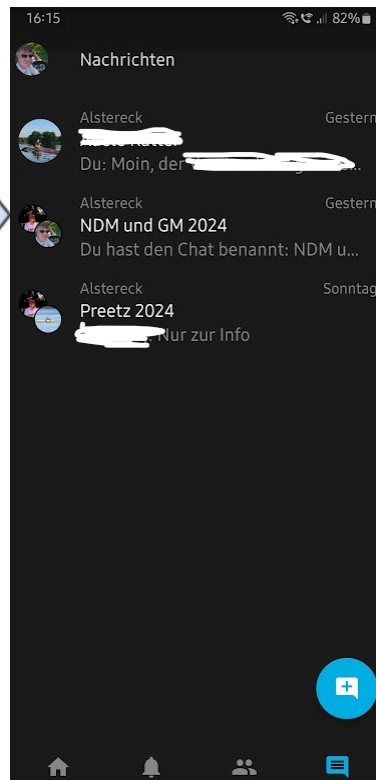 16:15 82%
Nachrichten
Alstereck Gestern
Du: Moin, der
Alstereck Gestern
NDM und GM 2024
Du hast den Chat benannt: NDM u...
Alstereck Sonntag
Preetz 2024
Nur zur Info